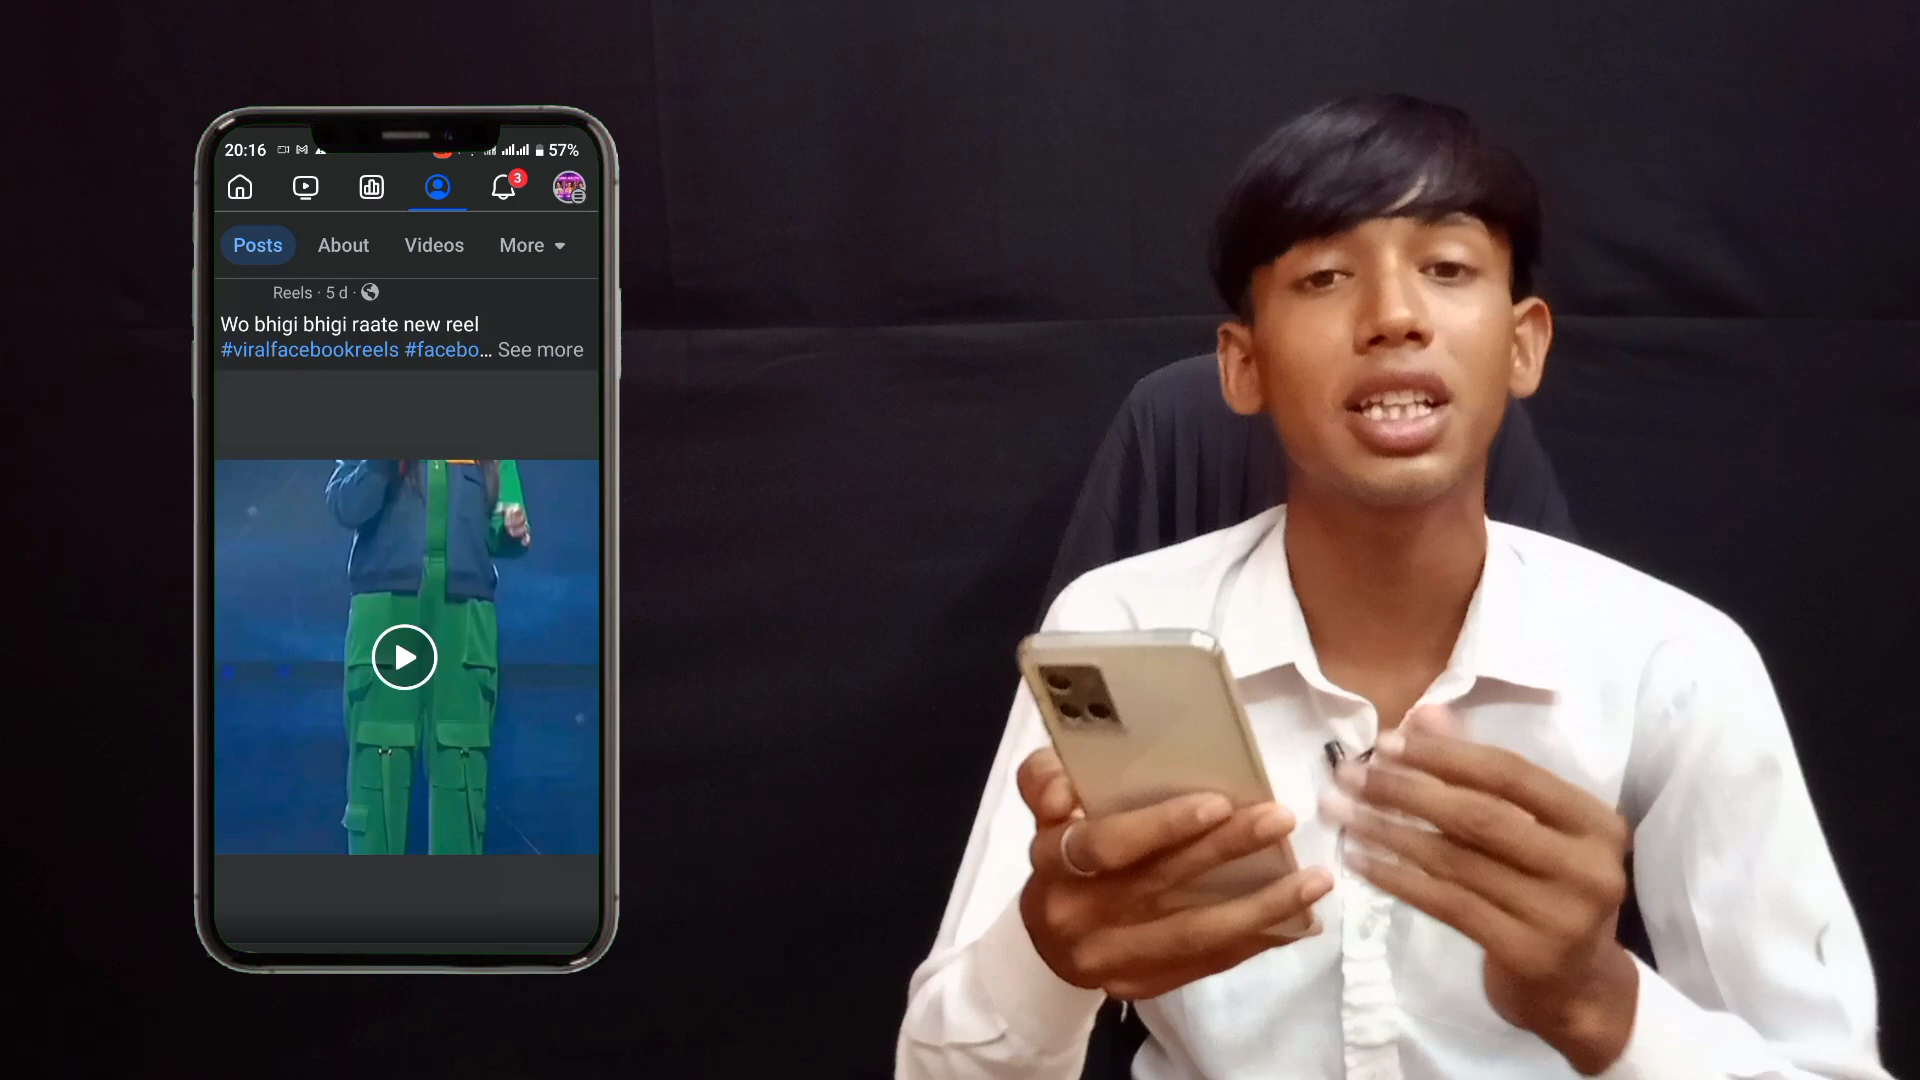 20:16 57%
3
Posts About Videos More
Reels · 5 d ·
Wo bhigi bhigi raate new reel
#viralfacebookreels #facebo... See more